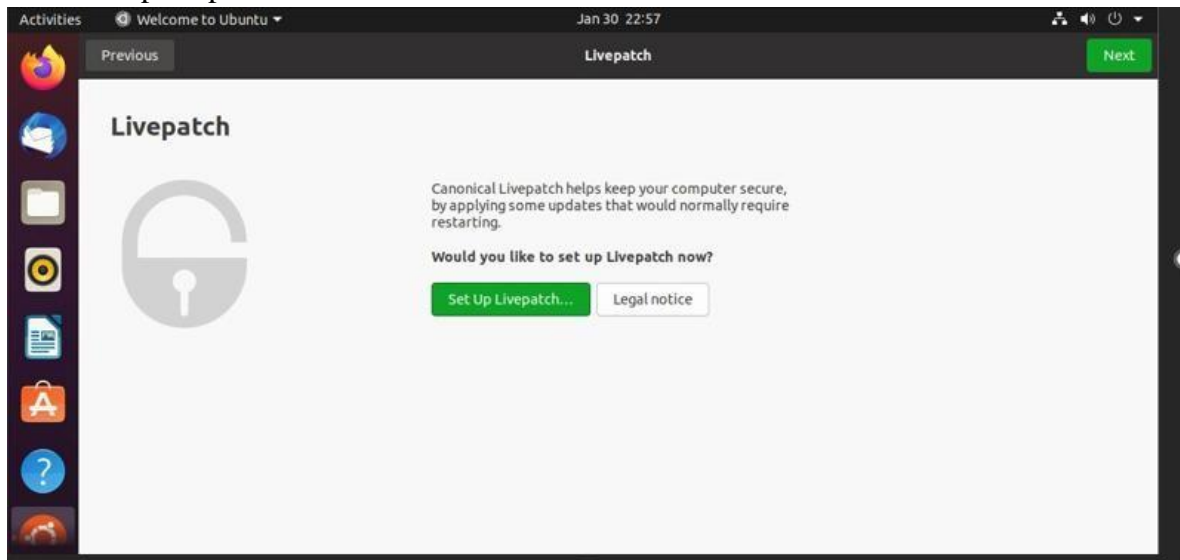 Activities Welcome to Ubuntu Jan 30 22:57
Previous Livepatch Next
Livepatch
Canonical Livepatch helps keep your computer secure,
by applying some updates that would normally require
restarting.
Would you like to set up Livepatch now?
Set Up Livepatch... Legal notice